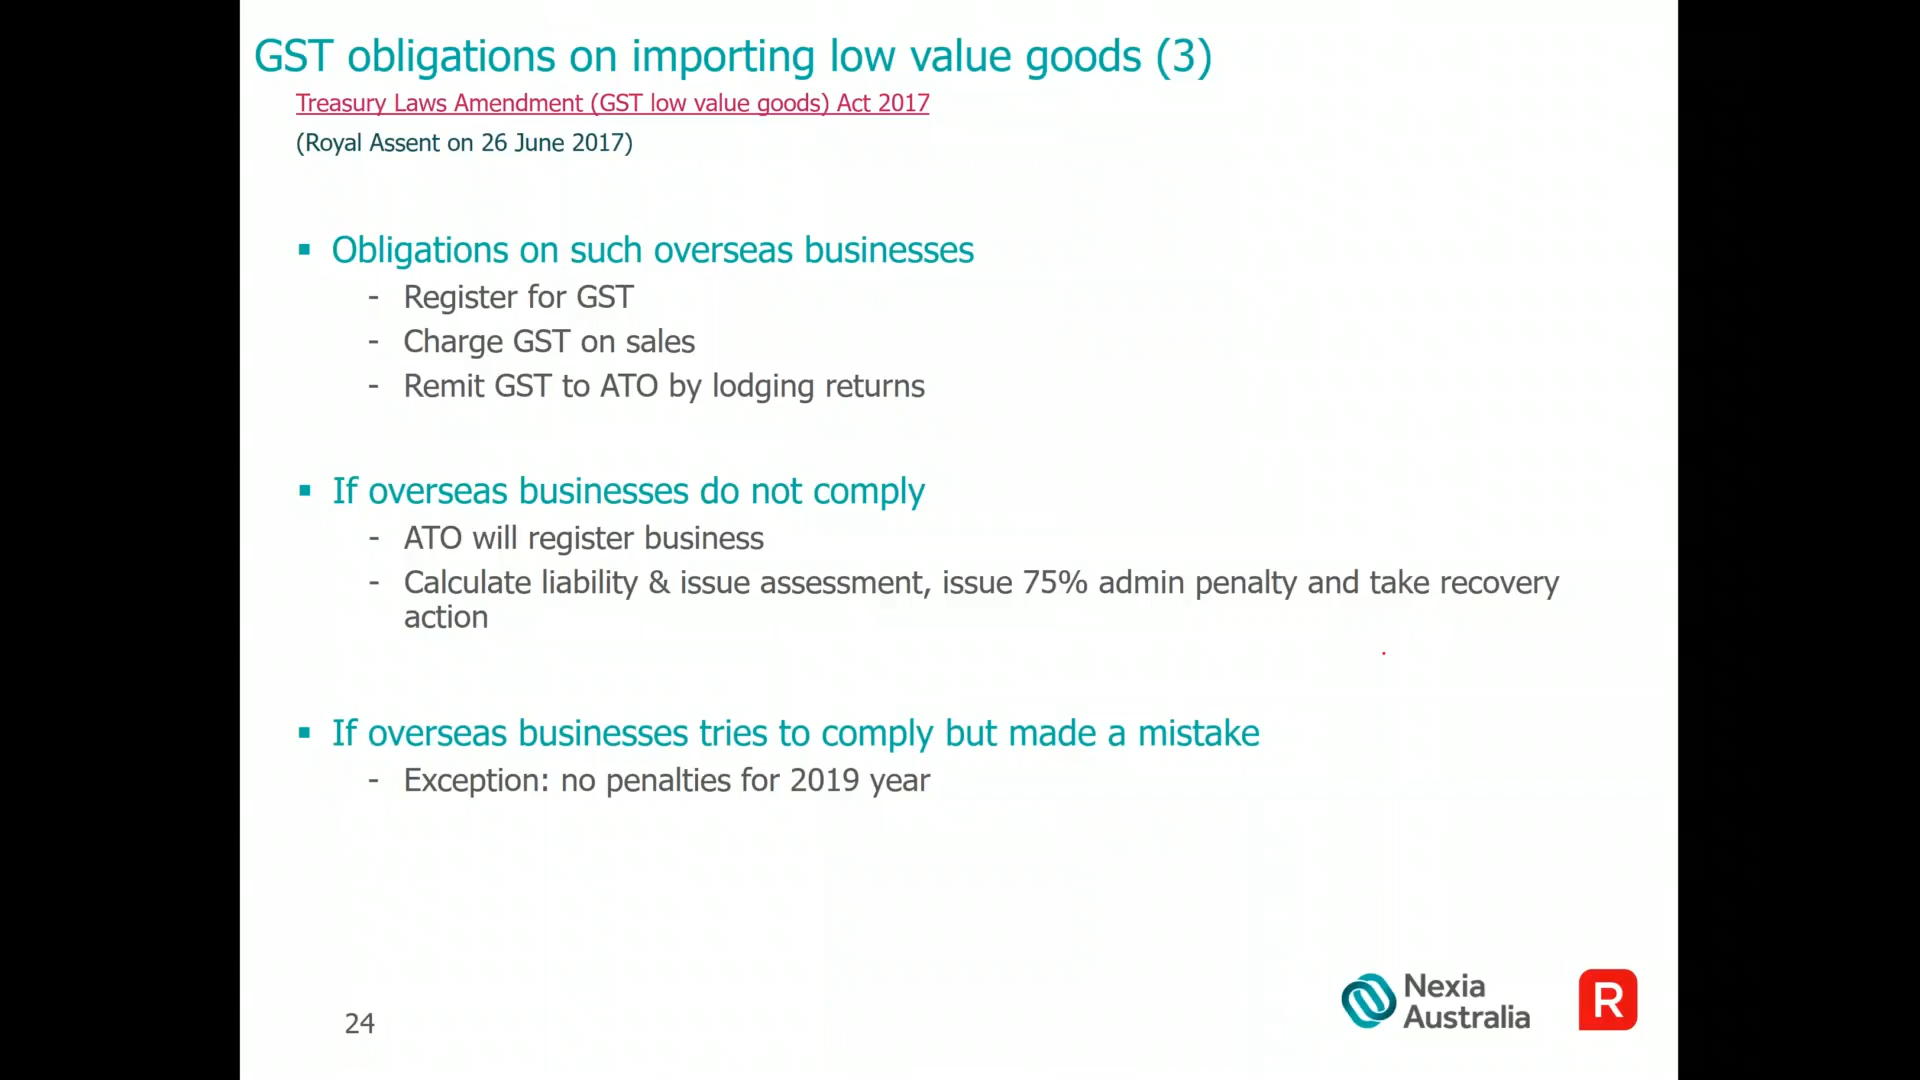 GST obligations on importing low value goods (3)
Treasury Laws Amendment (GST low value goods) Act 2017
(Royal Assent on 26 June 2017)
▪ Obligations on such overseas businesses
- Register for GST
- Charge GST on sales
- Remit GST to ATO by lodging returns
▪ If overseas businesses do not comply
- ATO will register business
- Calculate liability & issue assessment, issue 75% admin penalty and take recovery
action
▪ If overseas businesses tries to comply but made a mistake
- Exception: no penalties for 2019 year
Nexia
Australia
R
24